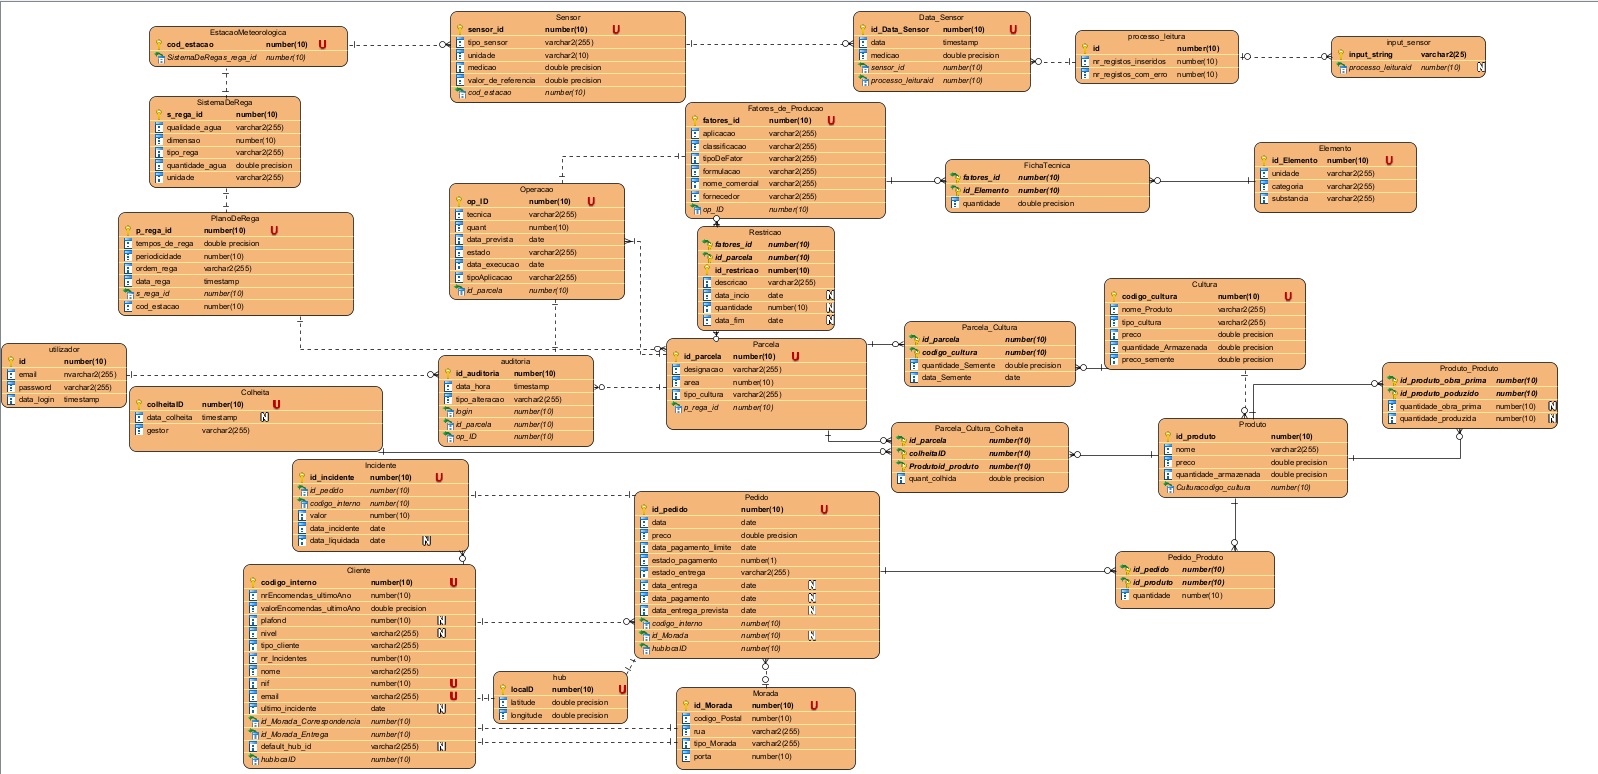 EstacaoMeteorologica
cod_estacao number(10) U
SistemaDeRegas_rega_id number(10)
Sensor
sensor_id number(10) U
tipo_sensor varchar2(255)
unidade varchar2(10)
medicao double precision
valor_de_referencia double precision
cod_estacao number(10)
Data_Sensor
id_Data_Sensor number(10) U
data timestamp
medicao double precision
sensor_id number(10)
processo_leituraid number(10)
processo_leitura
id number(10)
nr_registos_inseridos number(10)
nr_registos_com_erro number(10)
input_sensor
input_string varchar2(25)
processo_leituraid number(10) N
SistemaDeRega
s_rega_id number(10)
qualidade_agua varchar2(255)
dimensao number(10)
tipo_rega varchar2(255)
quantidade_agua double precision
unidade varchar2(255)
Fatores_de_Producao
fatores_id number(10) U
aplicacao varchar2(255)
classificacao varchar2(255)
tipoDeFator varchar2(255)
formulacao varchar2(255)
nome_comercial varchar2(255)
fornecedor varchar2(255)
op_ID number(10)
FichaTecnica
fatores_id number(10)
id_Elemento number(10)
quantidade double precision
Elemento
id_Elemento number(10) U
unidade varchar2(255)
categoria varchar2(255)
substancia varchar2(255)
Operacao
op_ID number(10) U
tecnica varchar2(255)
quant number(10)
data_prevista date
estado varchar2(255)
data_execucao date
tipoAplicacao varchar2(255)
id_parcela number(10)
PlanoDeRega
p_rega_id number(10) U
tempos_de_rega double precision
periodicidade number(10)
ordem_rega varchar2(255)
data_rega timestamp
s_rega_id number(10)
cod_estacao number(10)
Restricao
fatores_id number(10)
id_parcela number(10)
id_restricao number(10)
descricao varchar2(255)
data_incio date N
quantidade number(10) N
data_fim date N
Cultura
codigo_cultura number(10) U
nome_Produto varchar2(255)
tipo_cultura varchar2(255)
preco double precision
quantidade_Armazenada double precision
preco_semente double precision
Parcela_Cultura
id_parcela number(10)
codigo_cultura number(10)
quantidade_Semente double precision
data_Semente date
Parcela
id_parcela number(10) U
designacao varchar2(255)
area number(10)
tipo_cultura varchar2(255)
p_rega_id number(10)
utilizador
id number(10)
email nvarchar2(255)
password varchar2(255)
data_login timestamp
auditoria
id_auditoria number(10)
data_hora timestamp
tipo_alteracao varchar2(255)
login number(10)
id_parcela number(10)
op_ID number(10)
Colheita
colheitaID number(10) U
data_colheita timestamp N
gestor varchar2(255)
Produto_Produto
id_produto_obra_prima number(10)
id_produto_poduzido number(10)
quantidade_obra_prima number(10) N
quantidade_produzida number(10) N
Parcela_Cultura_Colheita
id_parcela number(10)
colheitaID number(10)
Produtoid_produto number(10)
quant_colhida double precision
Produto
id_produto number(10)
nome varchar2(255)
preco double precision
quantidade_armazenada double precision
Culturacodigo_cultura number(10)
Incidente
id_incidente number(10) U
id_pedido number(10)
codigo_interno number(10)
valor number(10)
data_incidente date
data_liquidada date N
Pedido
id_pedido number(10) U
data date
preco double precision
data_pagamento_limite date
estado_pagamento number(1)
estado_entrega varchar2(255)
data_entrega date N
data_pagamento date N
data_entrega_prevista date N
codigo_interno number(10)
id_Morada number(10) N
hublocaID number(10)
Pedido_Produto
id_pedido number(10)
id_produto number(10)
quantidade number(10)
Cliente
codigo_interno number(10) U
nrEncomendas_ultimoAno number(10)
valorEncomendas_ultimoAno double precision
plafond number(10) N
nivel varchar2(255) N
tipo_cliente varchar2(255)
nr_Incidentes number(10)
nome varchar2(255)
nif number(10) U
email varchar2(255) U
ultimo_incidente date N
id_Morada_Correspondencia number(10)
id_Morada_Entrega number(10)
default_hub_id varchar2(255) N
hublocaID number(10)
hub
locaID number(10) U
latitude double precision
longitude double precision
Morada
id_Morada number(10) U
codigo_Postal number(10)
rua varchar2(255)
tipo_Morada varchar2(255)
porta number(10)